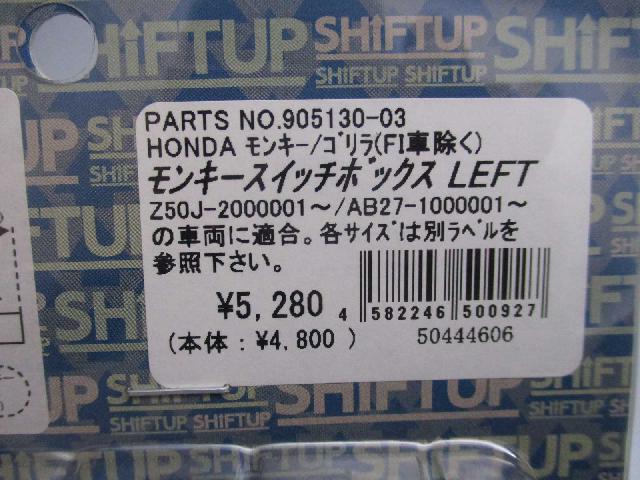 SHIFTUP SHIFTUP
SHIFTUP SHIFTUP
PARTS NO.905130-03
HONDA モンキー/ゴリラ(FI車除く)
モンキースイッチボックス LEFT
Z50J-2000001～/AB27-1000001～
の車両に適合。各サイズは別ラベルを
参照下さい。
¥5,280
4 582246 500927
(本体：¥4,800 )
50444606
SHIFTUP
SHIFTUP
SHIFTUP SHIFTUP
SHIFTUP SHIFTUP